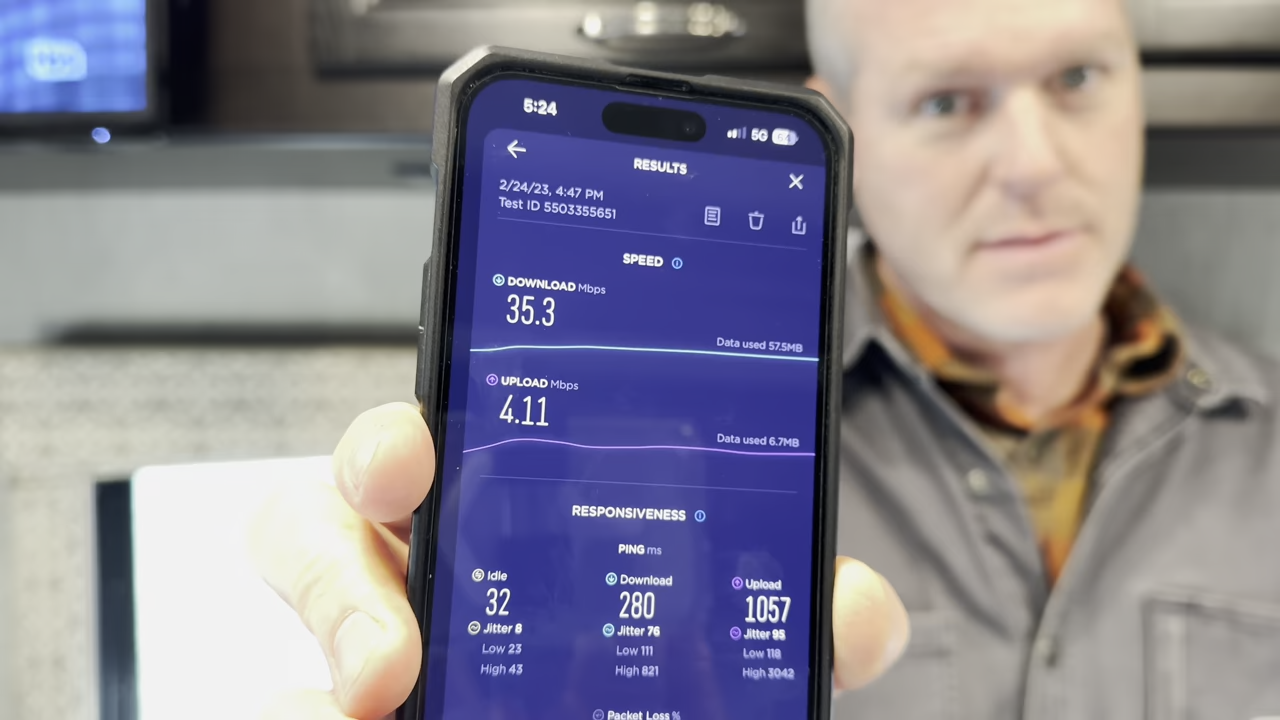 5:24
5G
RESULTS
2/24/23, 4:47 PM
Test ID 5503355651
SPEED
DOWNLOAD Mbps
35.3
Data used 57.5MB
UPLOAD Mbps
4.11
Data used 6.7MB
RESPONSIVENESS
PING ms
Idle Download Upload
32 280 1057
Jitter 8 Jitter 76 Jitter 95
Low 23 Low 111 Low 118
High 43 High 821 High 3042
Packet Loss %